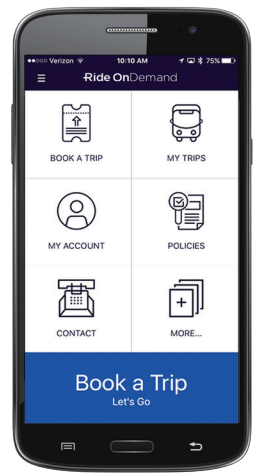 Verizon 10:10 AM 75%
Ride OnDemand
BOOK A TRIP MY TRIPS
MY ACCOUNT POLICIES
CONTACT MORE...
Book a Trip
Let's Go